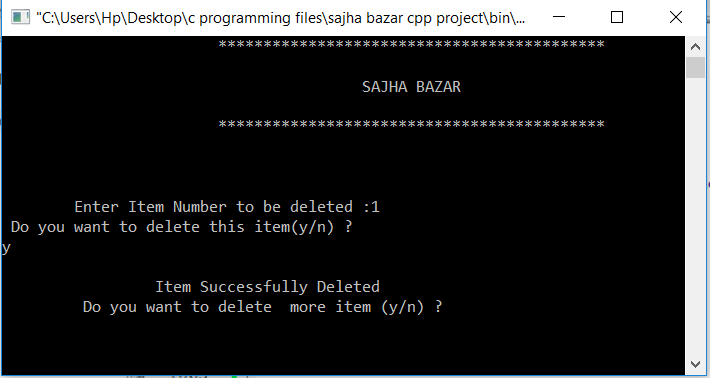 "C:\Users\Hp\Desktop\c programming files\sajha bazar cpp project\bin\...
*******************************************
SAJHA BAZAR
*******************************************
Enter Item Number to be deleted :1
Do you want to delete this item(y/n) ?
y
Item Successfully Deleted
Do you want to delete  more item (y/n) ?